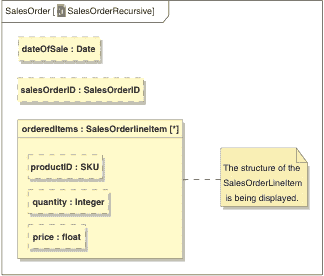 SalesOrder [ SalesOrderRecursive]
dateOfSale : Date
salesOrderID : SalesOrderID
orderedItems : SalesOrderlineItem [*]
productID : SKU
quantity : Integer
price : float
The structure of the
SalesOrderLineItem
is being displayed.